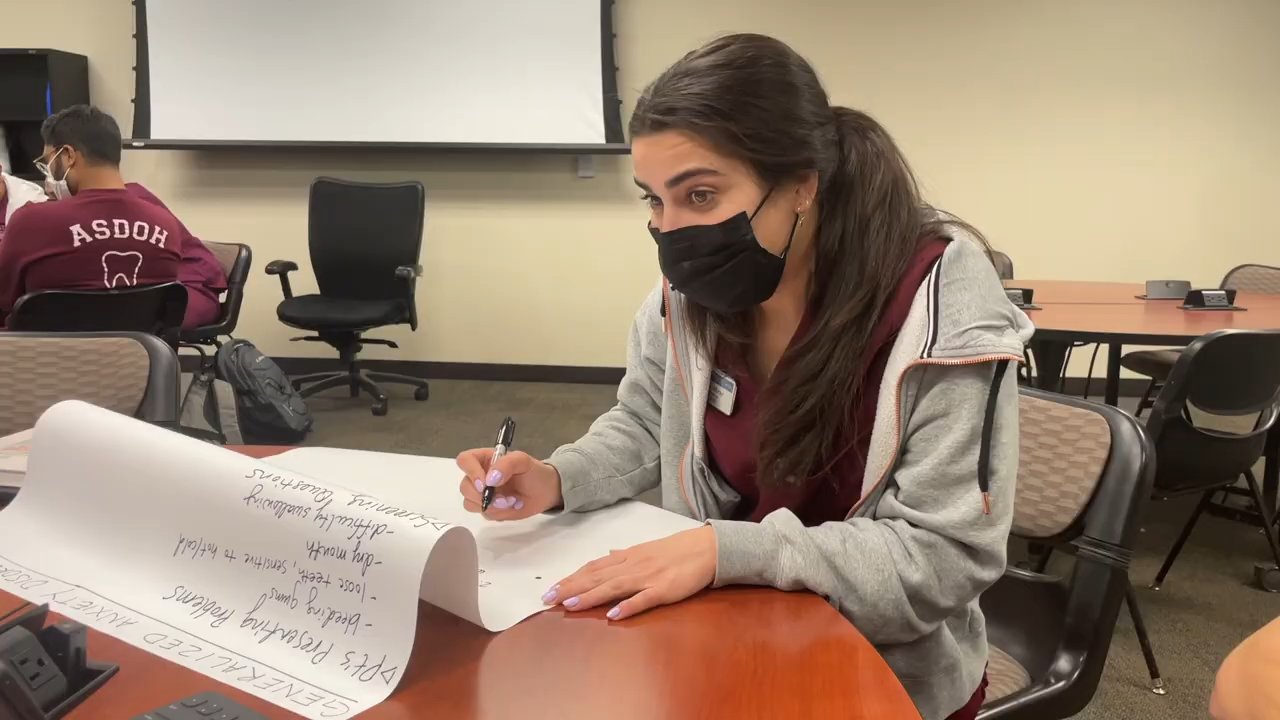 ASDOH
GENERALIZED ANXIETY DISOR
Pt's Presenting Problems
- bleeding gums
- loose teeth, sensitive to hot/cold
- dry mouth
- difficulty swallowing
Screening Questions